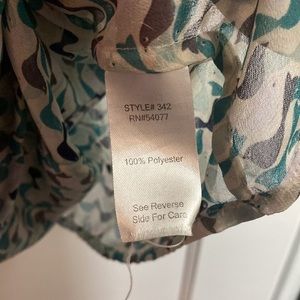 STYLE# 342
RN#54077
100% Polyester
See Reverse
Side For Care